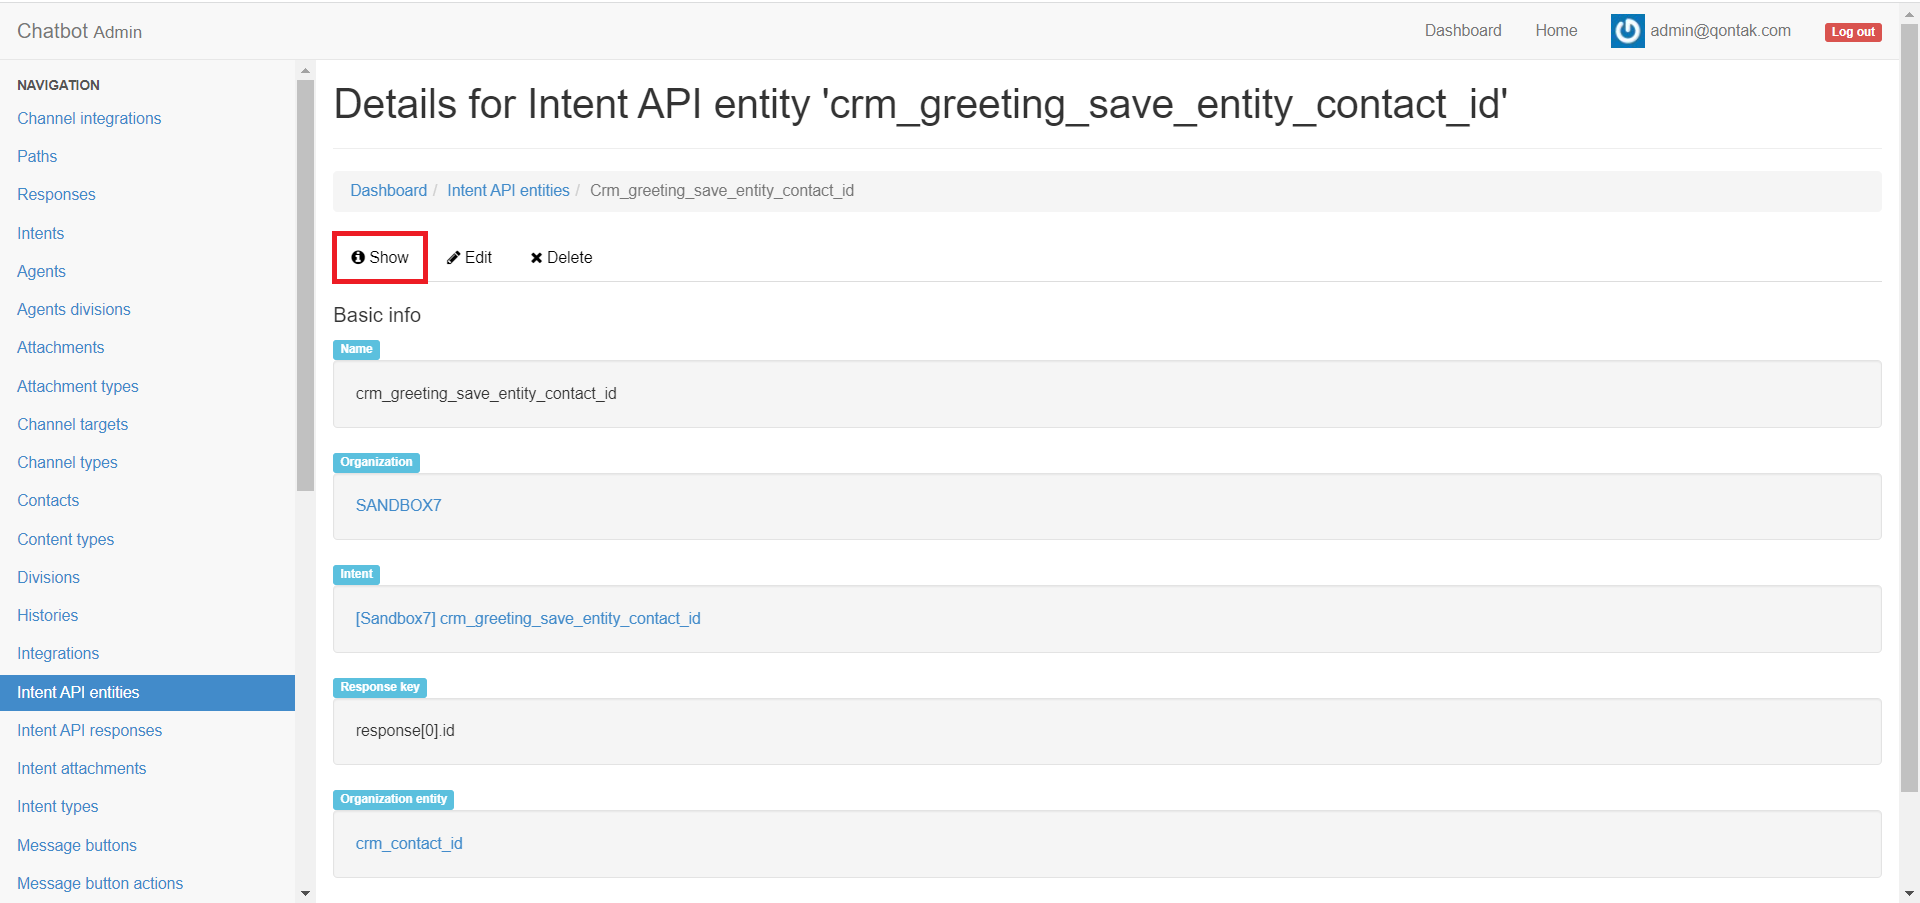 Chatbot Admin
Dashboard
Home
admin@qontak.com
Log out
NAVIGATION
Channel integrations
Paths
Responses
Intents
Agents
Agents divisions
Attachments
Attachment types
Channel targets
Channel types
Contacts
Content types
Divisions
Histories
Integrations
Intent API entities
Intent API responses
Intent attachments
Intent types
Message buttons
Message button actions
Details for Intent API entity 'crm_greeting_save_entity_contact_id'
Dashboard / Intent API entities / Crm_greeting_save_entity_contact_id
Show
Edit
Delete
Basic info
Name
crm_greeting_save_entity_contact_id
Organization
SANDBOX7
Intent
[Sandbox7] crm_greeting_save_entity_contact_id
Response key
response[0].id
Organization entity
crm_contact_id